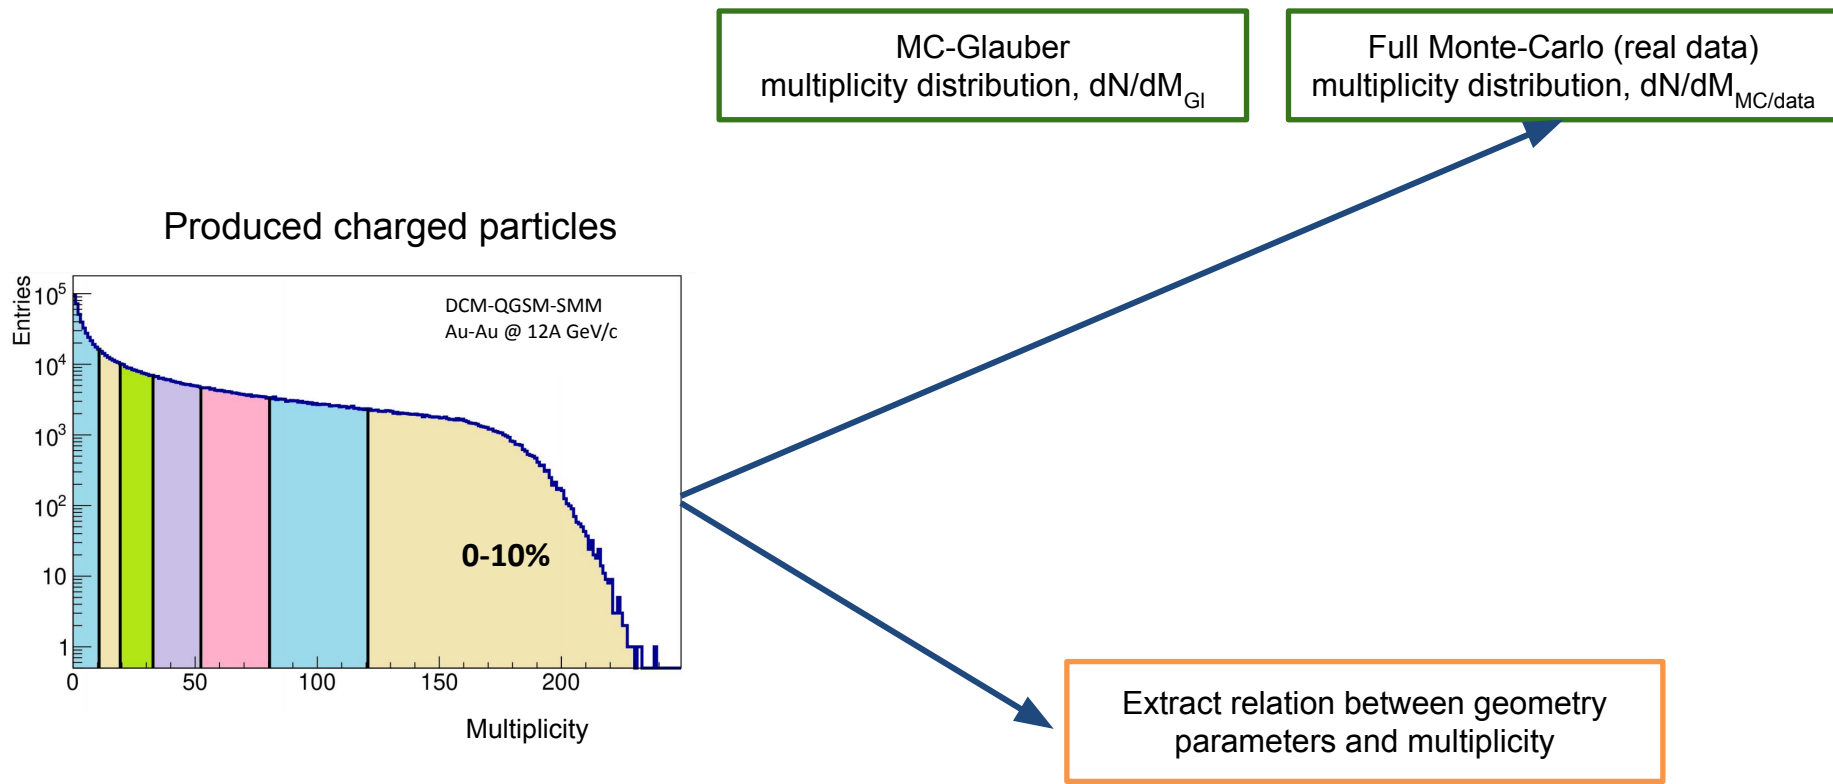 MC-Glauber
multiplicity distribution, dN/dM_Gl
Full Monte-Carlo (real data)
multiplicity distribution, dN/dM_MC/data
Produced charged particles
Entries
10^5
10^4
10^3
10^2
10
1
DCM-QGSM-SMM
Au-Au @ 12A GeV/c
0-10%
0 50 100 150 200
Multiplicity
Extract relation between geometry
parameters and multiplicity